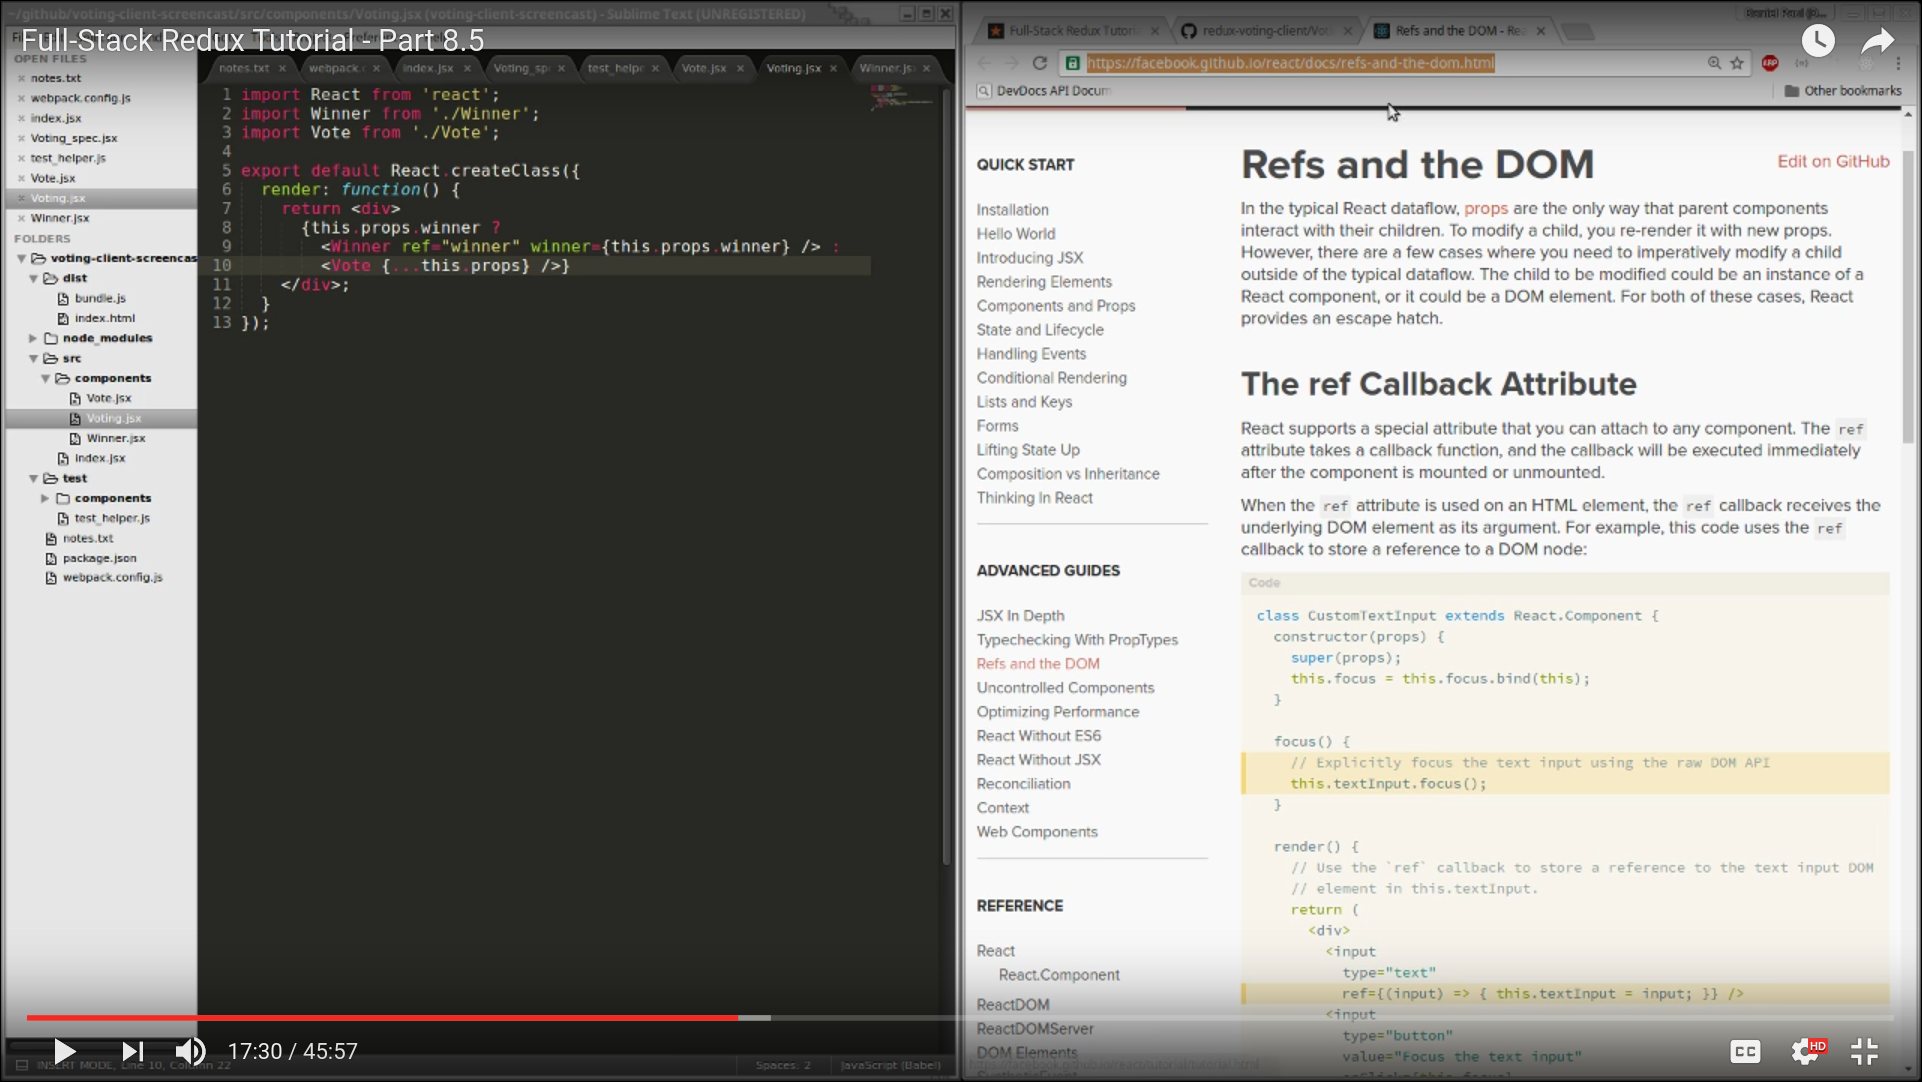 ~/github/voting-client-screencast/src/components/Voting.jsx (voting-client-screencast) - Sublime Text (UNREGISTERED)
Full-Stack Redux Tutorial - Part 8.5
OPEN FILES
notes.txt
webpack.config.js
index.jsx
Voting_spec.jsx
test_helper.js
Vote.jsx
Voting.jsx
Winner.jsx
FOLDERS
voting-client-screencas
dist
bundle.js
index.html
node_modules
src
components
Vote.jsx
Voting.jsx
Winner.jsx
index.jsx
test
components
test_helper.js
notes.txt
package.json
webpack.config.js
notes.txt × webpack.c × index.jsx × Voting_sp × test_helpe × Vote.jsx × Voting.jsx × Winner.js ×
1 import React from 'react';
2 import Winner from './Winner';
3 import Vote from './Vote';
4
5 export default React.createClass({
6 render: function() {
7 return <div>
8 {this.props.winner ?
9 <Winner ref="winner" winner={this.props.winner} /> :
10 <Vote {...this.props} />}
11 </div>;
12 }
13 });
INSERT MODE, Line 10, Column 22
Spaces: 2
JavaScript (Babel)
17:30 / 45:57
Full-Stack Redux Tutori × redux-voting-client/Vot × Refs and the DOM - Rea ×
https://facebook.github.io/react/docs/refs-and-the-dom.html
ABP
DevDocs API Docum
Other bookmarks
QUICK START
Installation
Hello World
Introducing JSX
Rendering Elements
Components and Props
State and Lifecycle
Handling Events
Conditional Rendering
Lists and Keys
Forms
Lifting State Up
Composition vs Inheritance
Thinking In React
ADVANCED GUIDES
JSX In Depth
Typechecking With PropTypes
Refs and the DOM
Uncontrolled Components
Optimizing Performance
React Without ES6
React Without JSX
Reconciliation
Context
Web Components
REFERENCE
React
React.Component
ReactDOM
ReactDOMServer
DOM Elements
SyntheticEvent
https://facebook.github.io/react/tutorial/tutorial.html
Refs and the DOM
Edit on GitHub
In the typical React dataflow, props are the only way that parent components
interact with their children. To modify a child, you re-render it with new props.
However, there are a few cases where you need to imperatively modify a child
outside of the typical dataflow. The child to be modified could be an instance of a
React component, or it could be a DOM element. For both of these cases, React
provides an escape hatch.
The ref Callback Attribute
React supports a special attribute that you can attach to any component. The ref
attribute takes a callback function, and the callback will be executed immediately
after the component is mounted or unmounted.
When the ref attribute is used on an HTML element, the ref callback receives the
underlying DOM element as its argument. For example, this code uses the ref
callback to store a reference to a DOM node:
Code
class CustomTextInput extends React.Component {
constructor(props) {
super(props);
this.focus = this.focus.bind(this);
}
focus() {
// Explicitly focus the text input using the raw DOM API
this.textInput.focus();
}
render() {
// Use the `ref` callback to store a reference to the text input DOM
// element in this.textInput.
return (
<div>
<input
type="text"
ref={(input) => { this.textInput = input; }} />
<input
type="button"
value="Focus the text input"
CC
HD